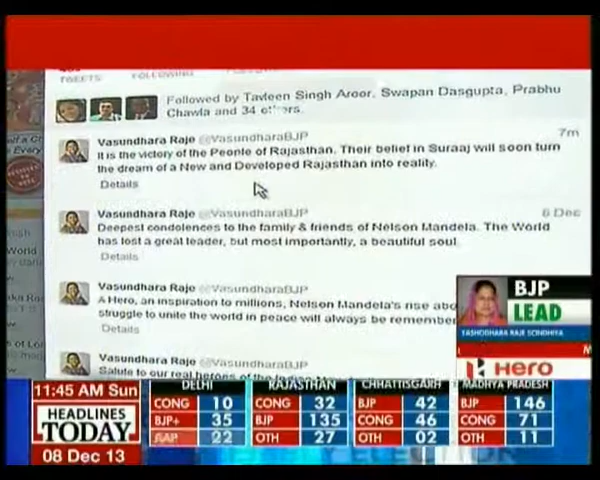 TWEETS
FOLLOWING
Followed by Tavleen Singh Aroor, Swapan Dasgupta, Prabhu
Chawla and 34 others.
Vasundhara Raje @VasundharaBJP 7m
It is the victory of the People of Rajasthan. Their belief in Suraaj will soon turn
the dream of a New and Developed Rajasthan into reality.
Details
Vasundhara Raje @VasundharaBJP 6 Dec
Deepest condolences to the family & friends of Nelson Mandela. The World
has lost a great leader, but most importantly, a beautiful soul.
Details
Vasundhara Raje @VasundharaBJP
A Hero, an inspiration to millions, Nelson Mandela's rise abo
struggle to unite the world in peace will always be remember
Details
Vasundhara Raje @VasundharaBJP
Salute to our real heroes of the
BJP
LEAD
YASHODHARA RAJE SCINDHIYA
Hero
11:45 AM Sun
HEADLINES
TODAY
08 Dec 13
DELHI
CONG 10
BJP+ 35
AAP 22
RAJASTHAN
CONG 32
BJP 135
OTH 27
CHHATTISGARH
BJP 42
CONG 46
OTH 02
MADHYA PRADESH
BJP 146
CONG 71
OTH 11